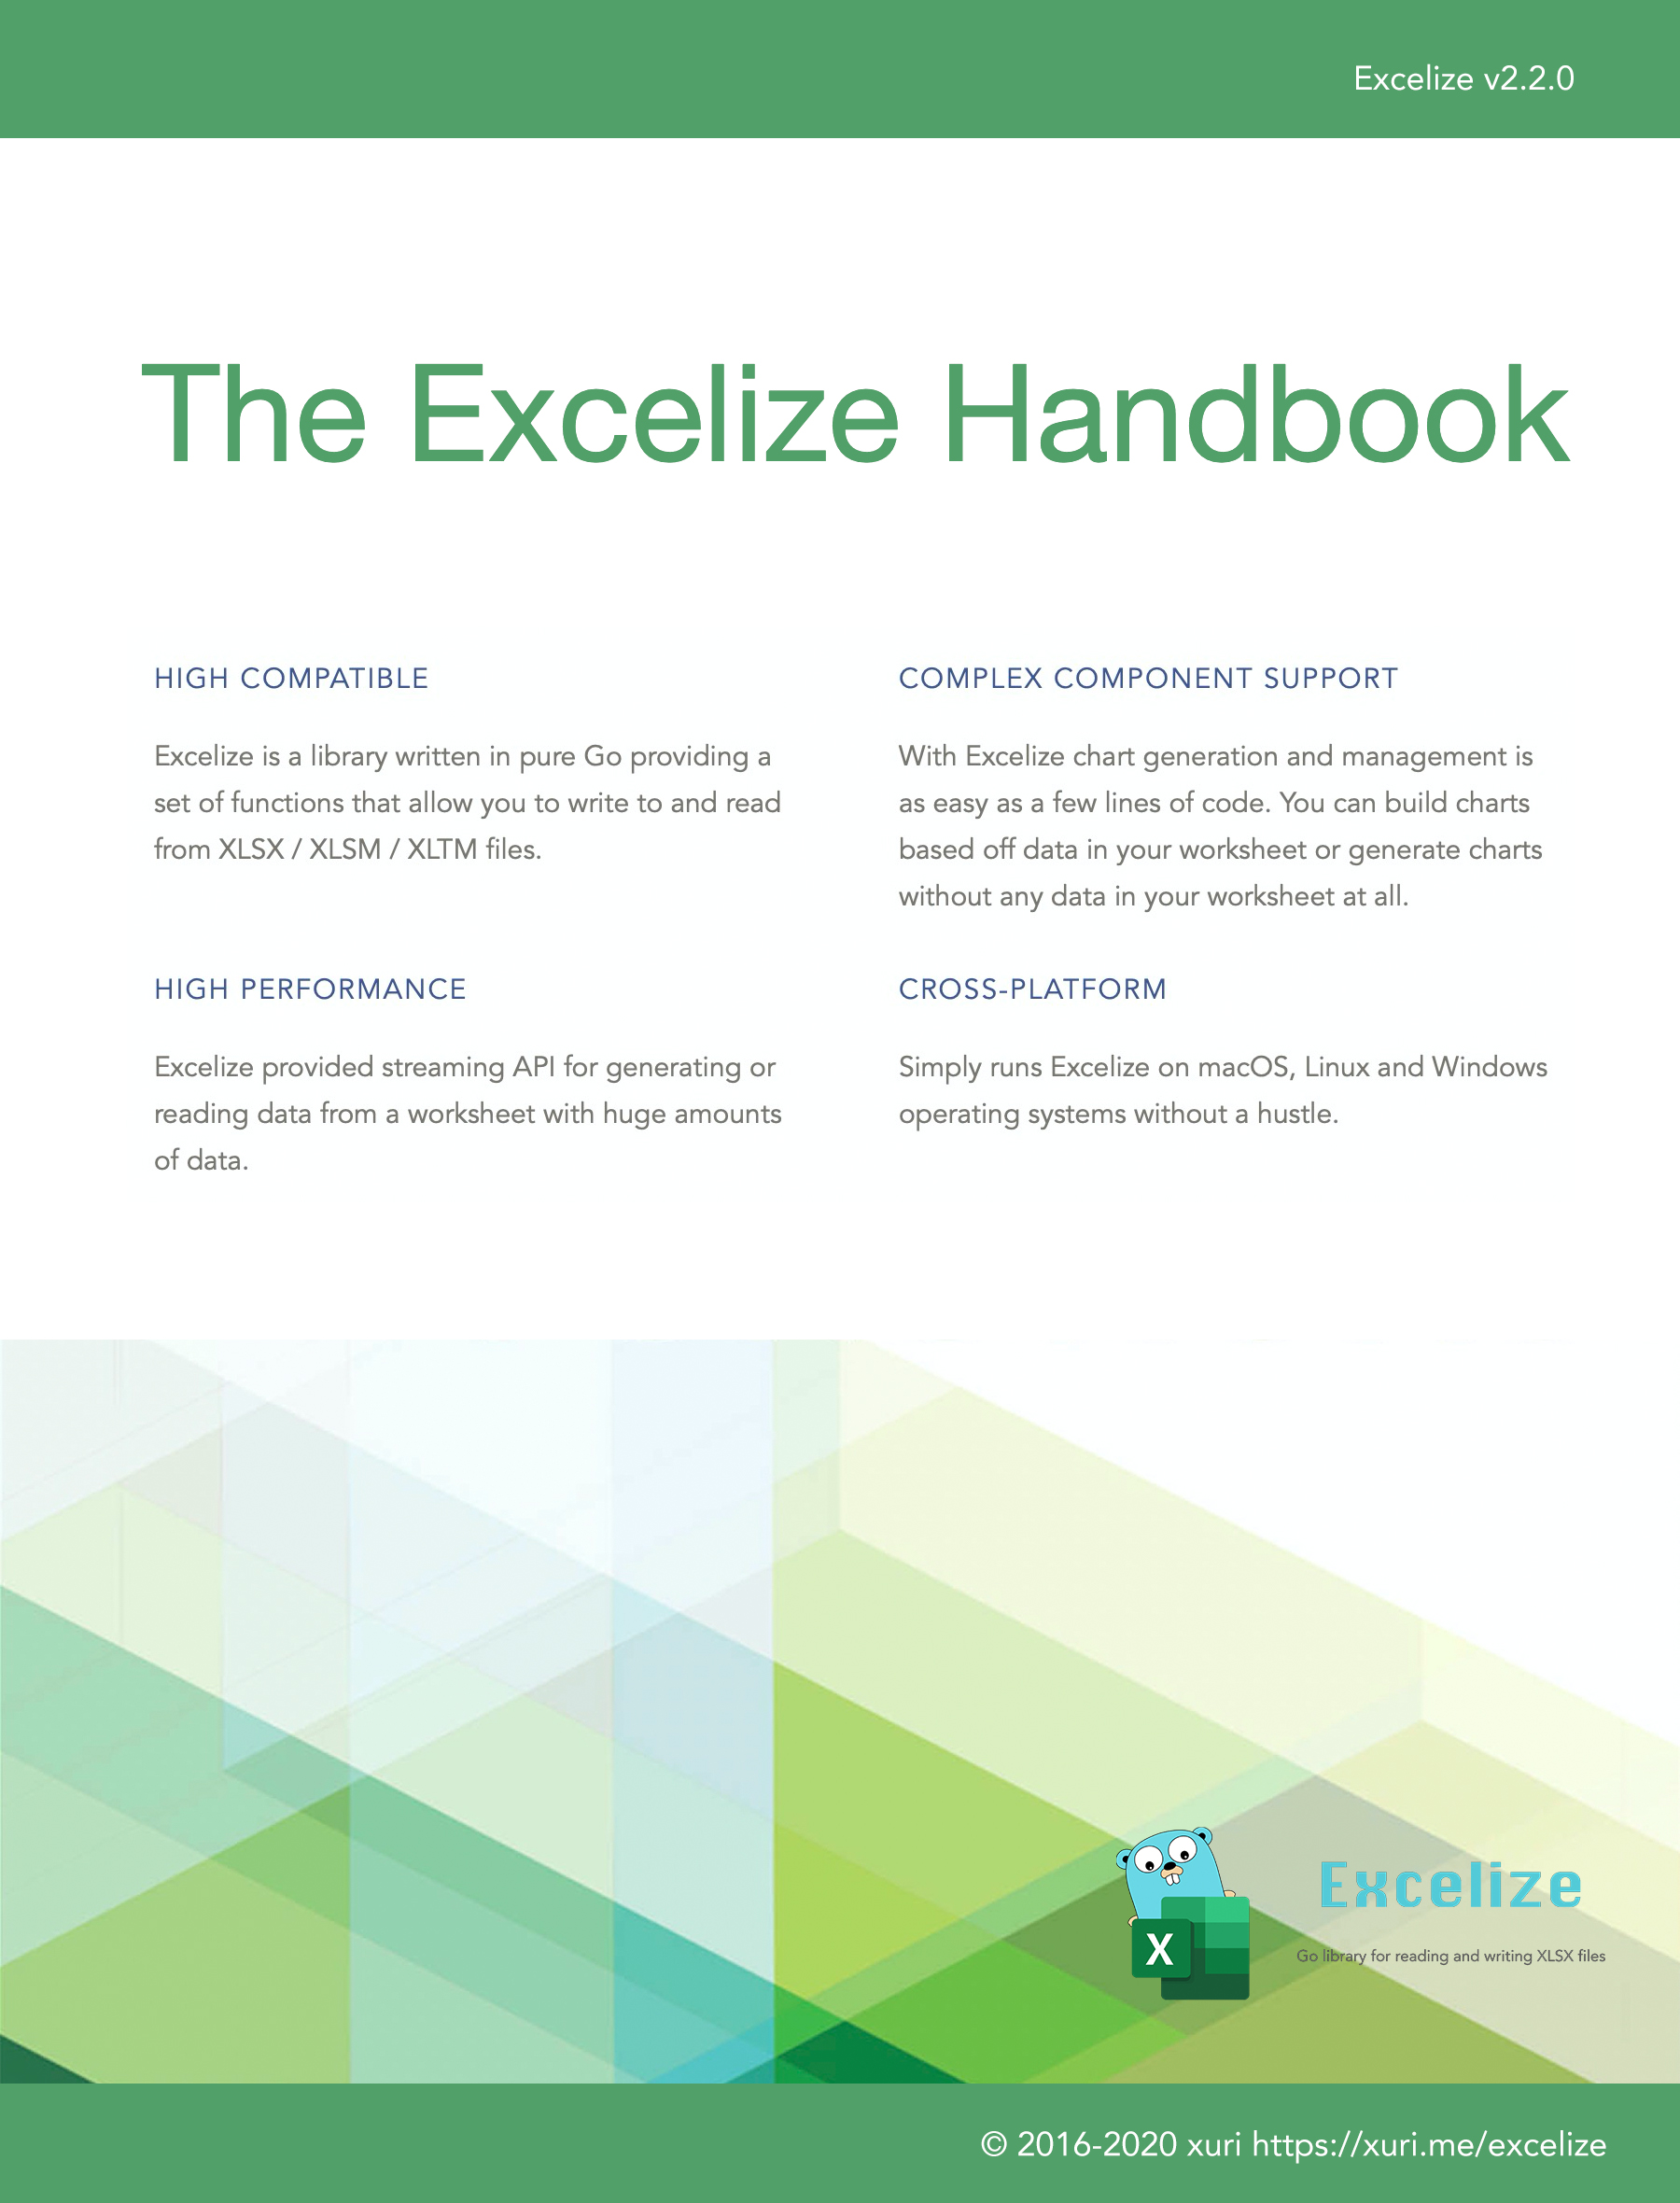 Excelize v2.2.0
The Excelize Handbook
HIGH COMPATIBLE
Excelize is a library written in pure Go providing a
set of functions that allow you to write to and read
from XLSX / XLSM / XLTM files.
COMPLEX COMPONENT SUPPORT
With Excelize chart generation and management is
as easy as a few lines of code. You can build charts
based off data in your worksheet or generate charts
without any data in your worksheet at all.
HIGH PERFORMANCE
Excelize provided streaming API for generating or
reading data from a worksheet with huge amounts
of data.
CROSS-PLATFORM
Simply runs Excelize on macOS, Linux and Windows
operating systems without a hustle.
X
Excelize
Go library for reading and writing XLSX files
© 2016-2020 xuri https://xuri.me/excelize